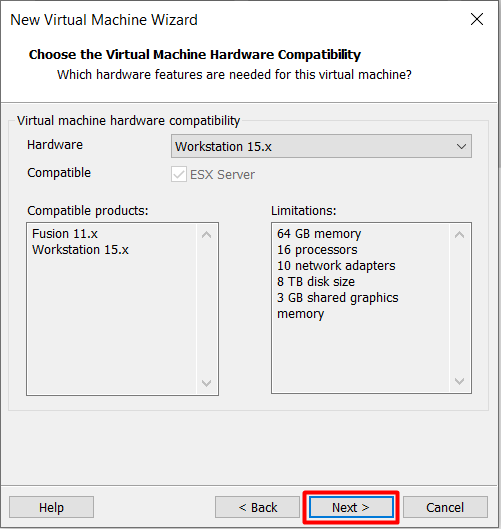 New Virtual Machine Wizard
Choose the Virtual Machine Hardware Compatibility
Which hardware features are needed for this virtual machine?
Virtual machine hardware compatibility
Hardware
Workstation 15.x
Compatible
ESX Server
Compatible products:
Fusion 11.x
Workstation 15.x
Limitations:
64 GB memory
16 processors
10 network adapters
8 TB disk size
3 GB shared graphics
memory
Help
< Back
Next >
Cancel